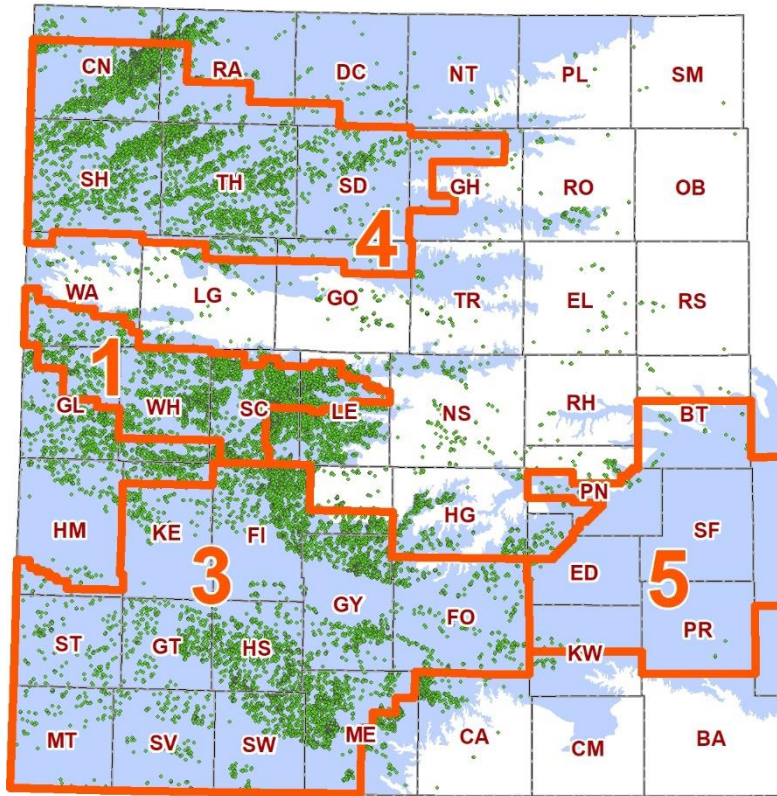 CN
RA
DC
NT
PL
SM
SH
TH
SD
GH
RO
OB
4
WA
LG
GO
TR
EL
RS
1
GL
WH
SC
LE
NS
RH
BT
HM
KE
FI
HG
PN
SF
3
ED
5
ST
GT
HS
GY
FO
KW
PR
MT
SV
SW
ME
CA
CM
BA